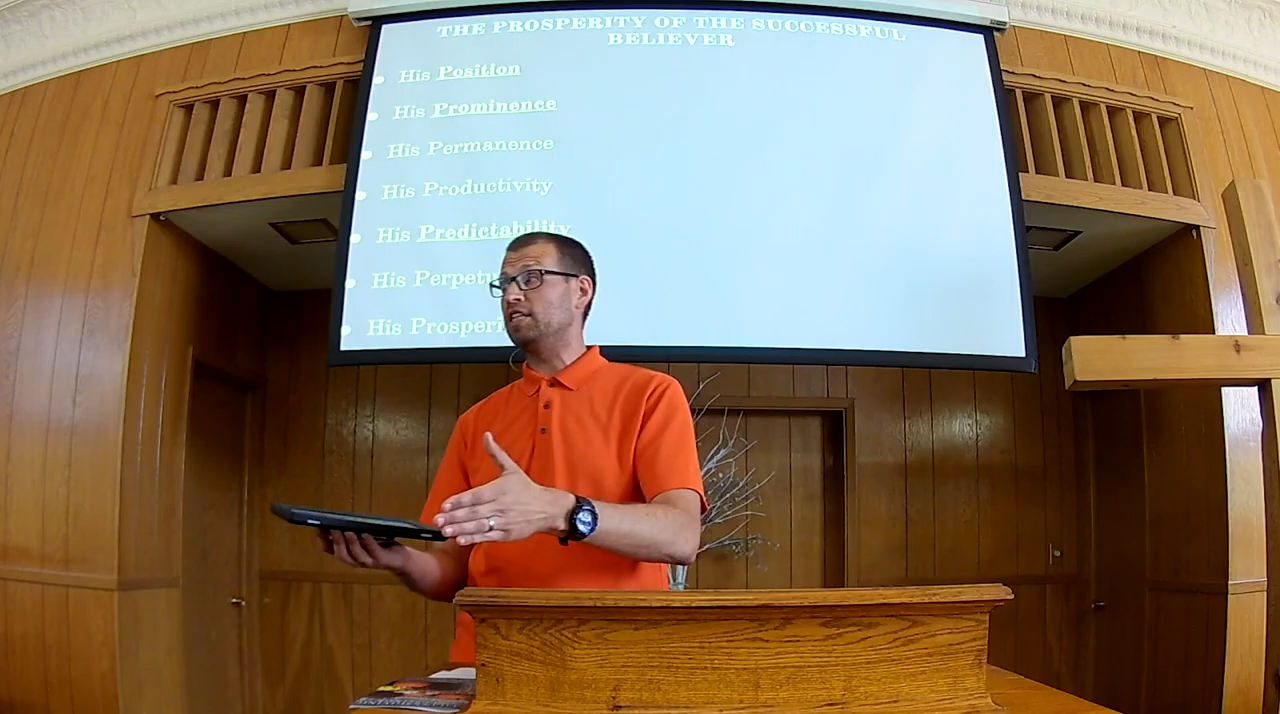 THE PROSPERITY OF THE SUCCESSFUL
BELIEVER
His Position
His Prominence
His Permanence
His Productivity
His Predictability
His
His